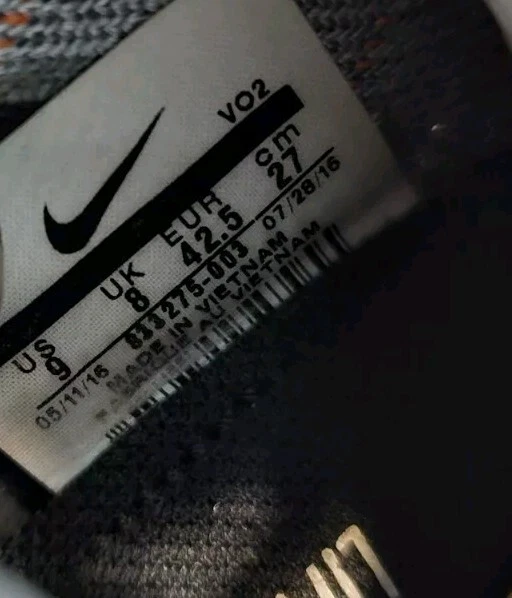 VO2
US UK EUR cm
9 8 42.5 27
05/11/16 833275-003 07/28/16
MADE IN VIETNAM
AU VIETNAM